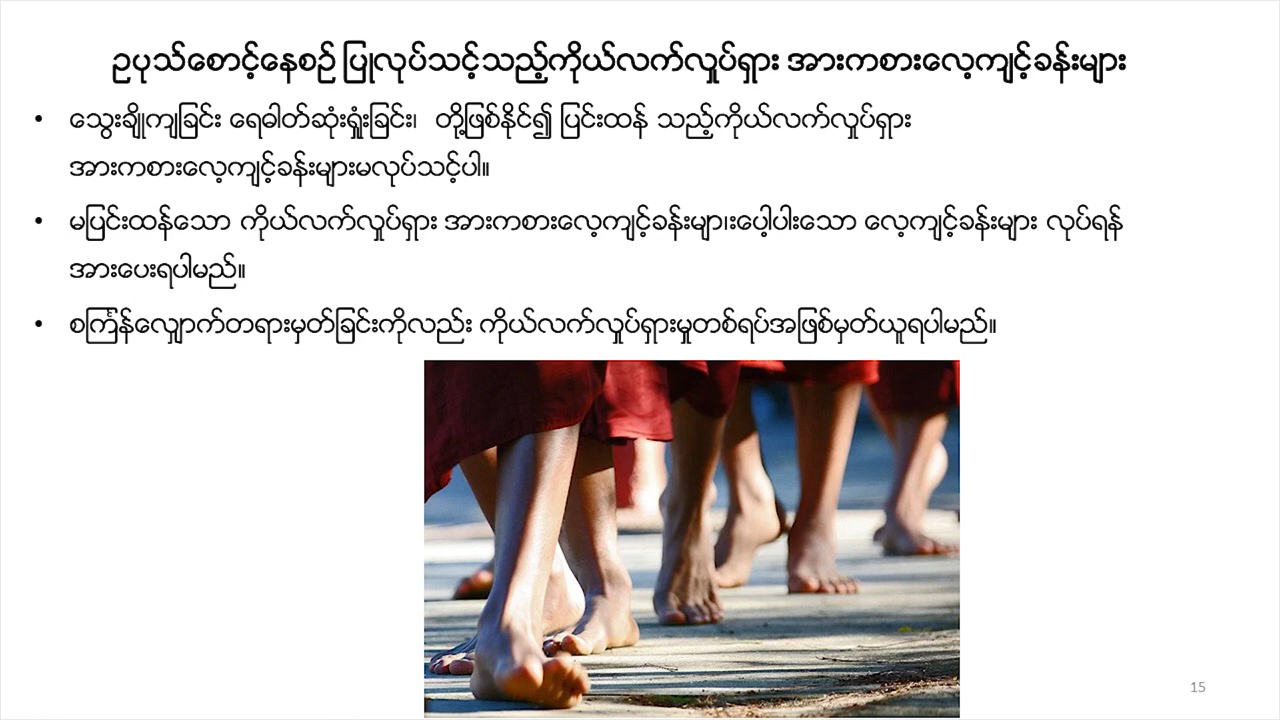 ဥပုသ်စောင့်နေစဉ် ပြုလုပ်သင့်သည့်ကိုယ်လက်လှုပ်ရှား အားကစားလေ့ကျင့်ခန်းများ
• သွေးချိုကျခြင်း ရေဓါတ်ဆုံးရှုံးခြင်း၊ တို့ဖြစ်နိုင်၍ ပြင်းထန် သည့်ကိုယ်လက်လှုပ်ရှား
အားကစားလေ့ကျင့်ခန်းများမလုပ်သင့်ပါ။
• မပြင်းထန်သော ကိုယ်လက်လှုပ်ရှား အားကစားလေ့ကျင့်ခန်းမျာ၊းပေါ့ပါးသော လေ့ကျင့်ခန်းများ လုပ်ရန်
အားပေးရပါမည်။
• စင်္ကြန်လျှောက်တရားမှတ်ခြင်းကိုလည်း ကိုယ်လက်လှုပ်ရှားမှုတစ်ရပ်အဖြစ်မှတ်ယူရပါမည်။
15